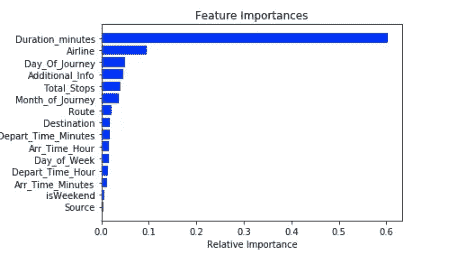 Feature Importances
Duration_minutes
Airline
Day_Of_Journey
Additional_Info
Total_Stops
Month_of_Journey
Route
Destination
Depart_Time_Minutes
Arr_Time_Hour
Day_of_Week
Depart_Time_Hour
Arr_Time_Minutes
isWeekend
Source
0.0 0.1 0.2 0.3 0.4 0.5 0.6
Relative Importance